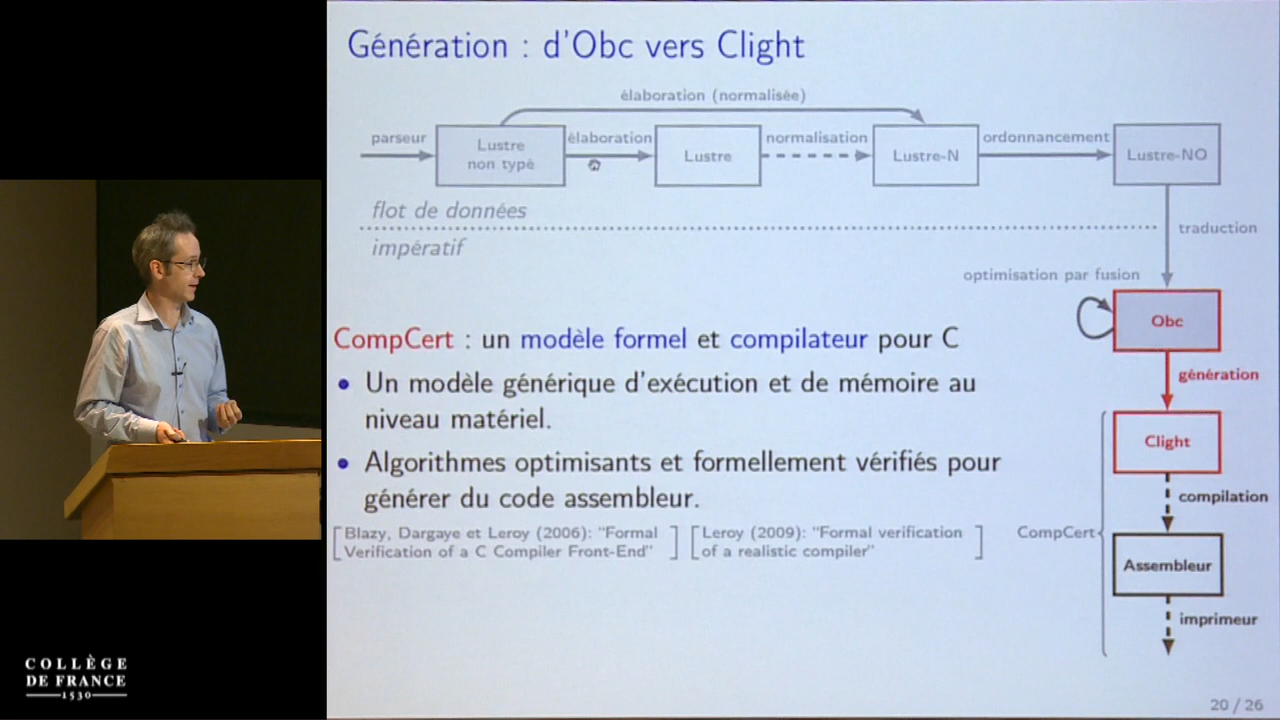 Génération : d'Obc vers Clight
élaboration (normalisée)
parseur
Lustre
non typé
élaboration
Lustre
normalisation
Lustre-N
ordonnancement
Lustre-NO
flot de données
impératif
traduction
optimisation par fusion
Obc
génération
CompCert : un modèle formel et compilateur pour C
• Un modèle générique d'exécution et de mémoire au
niveau matériel.
• Algorithmes optimisants et formellement vérifiés pour
générer du code assembleur.
[Blazy, Dargaye et Leroy (2006): "Formal
Verification of a C Compiler Front-End"]
[Leroy (2009): "Formal verification
of a realistic compiler"]
Clight
compilation
CompCert
Assembleur
imprimeur
COLLÈGE
DE FRANCE
1530
20 / 26